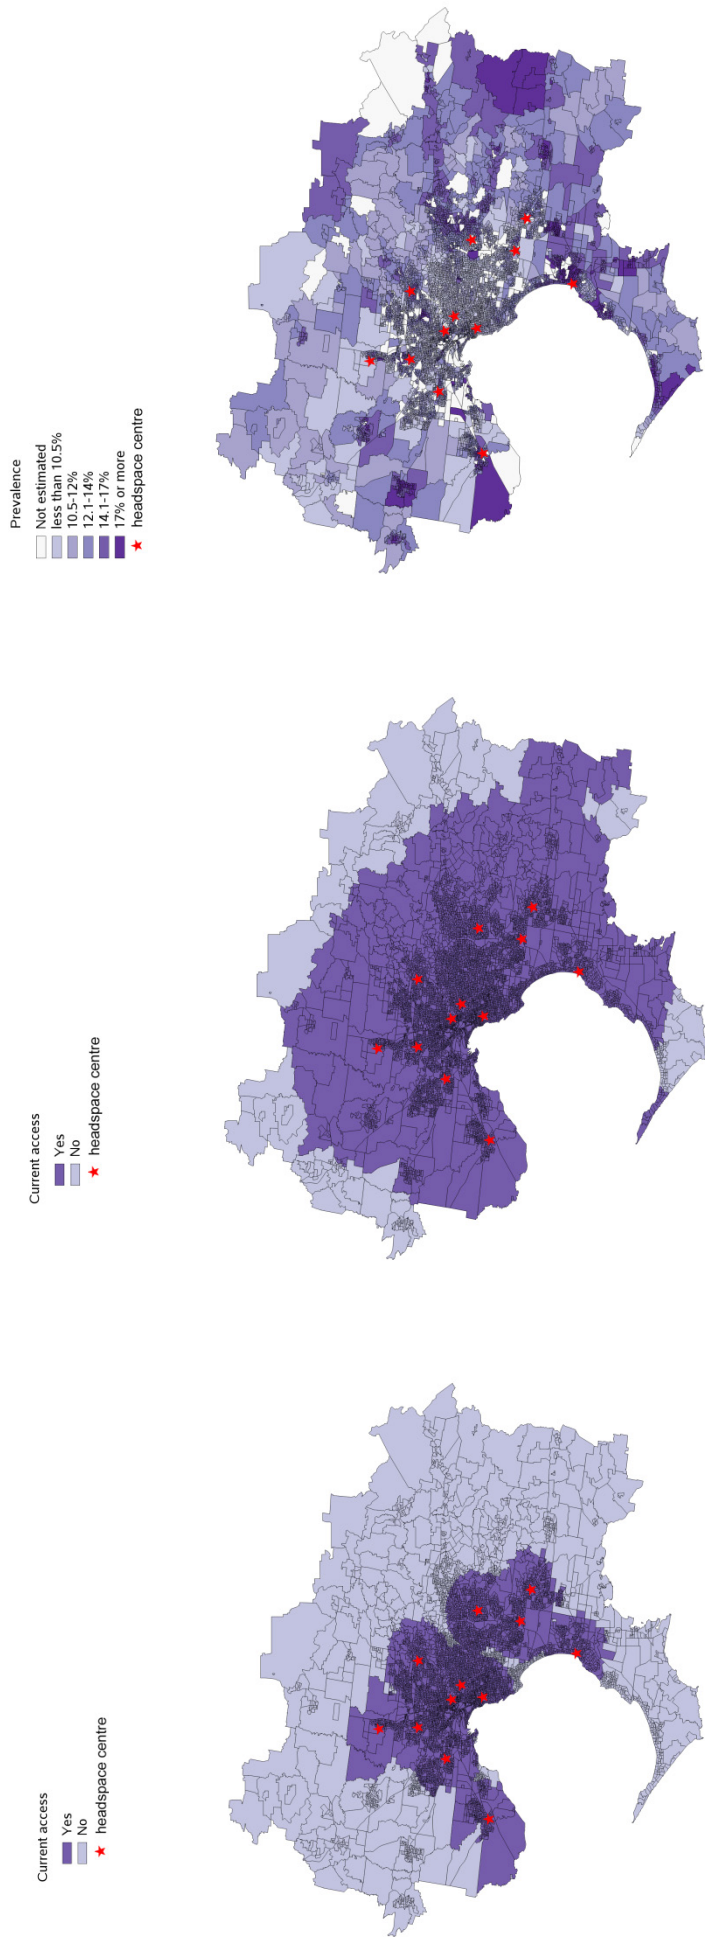 Prevalence
Not estimated
less than 10.5%
10.5-12%
12.1-14%
14.1-17%
17% or more
headspace centre
Current access
Yes
No
headspace centre
Current access
Yes
No
headspace centre